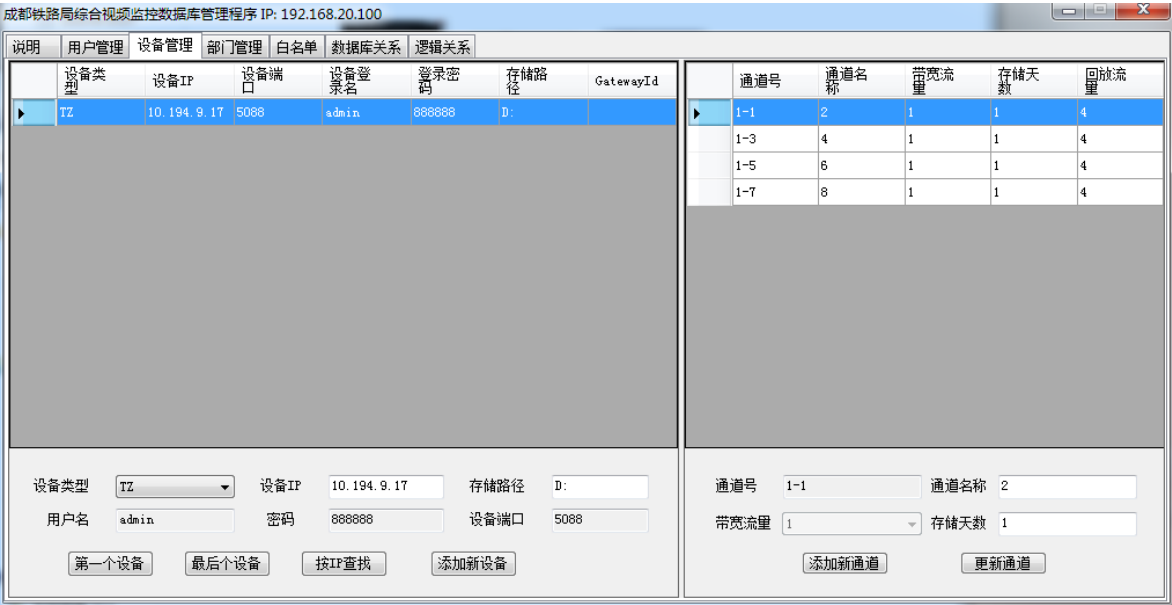 成都铁路局综合视频监控数据库管理程序 IP: 192.168.20.100
说明 用户管理 设备管理 部门管理 白名单 数据库关系 逻辑关系
设备类型 设备IP 设备端口 设备登录名 登录密码 存储路径 GatewayId
TZ 10.194.9.17 5088 admin 888888 D:
通道号 通道名称 带宽流量 存储天数 回放流量
1-1 2 1 1 4
1-3 4 1 1 4
1-5 6 1 1 4
1-7 8 1 1 4
设备类型 TZ 设备IP 10.194.9.17 存储路径 D:
用户名 admin 密码 888888 设备端口 5088
第一个设备 最后个设备 按IP查找 添加新设备
通道号 1-1 通道名称 2
带宽流量 1 存储天数 1
添加新通道 更新通道